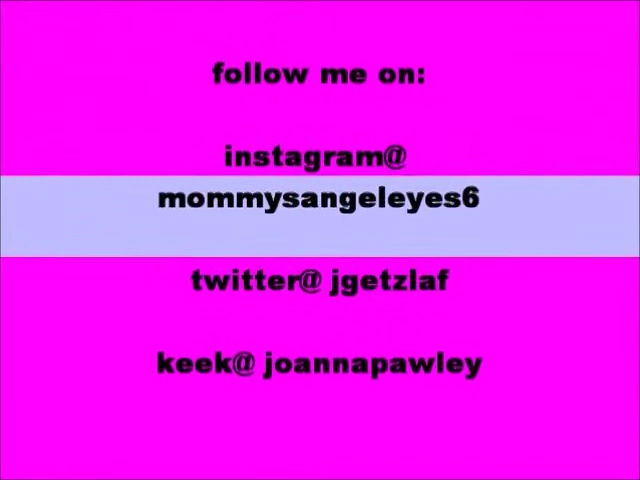 follow me on:
instagram@
mommysangeleyes6
twitter@ jgetzlaf
keek@ joannapawley